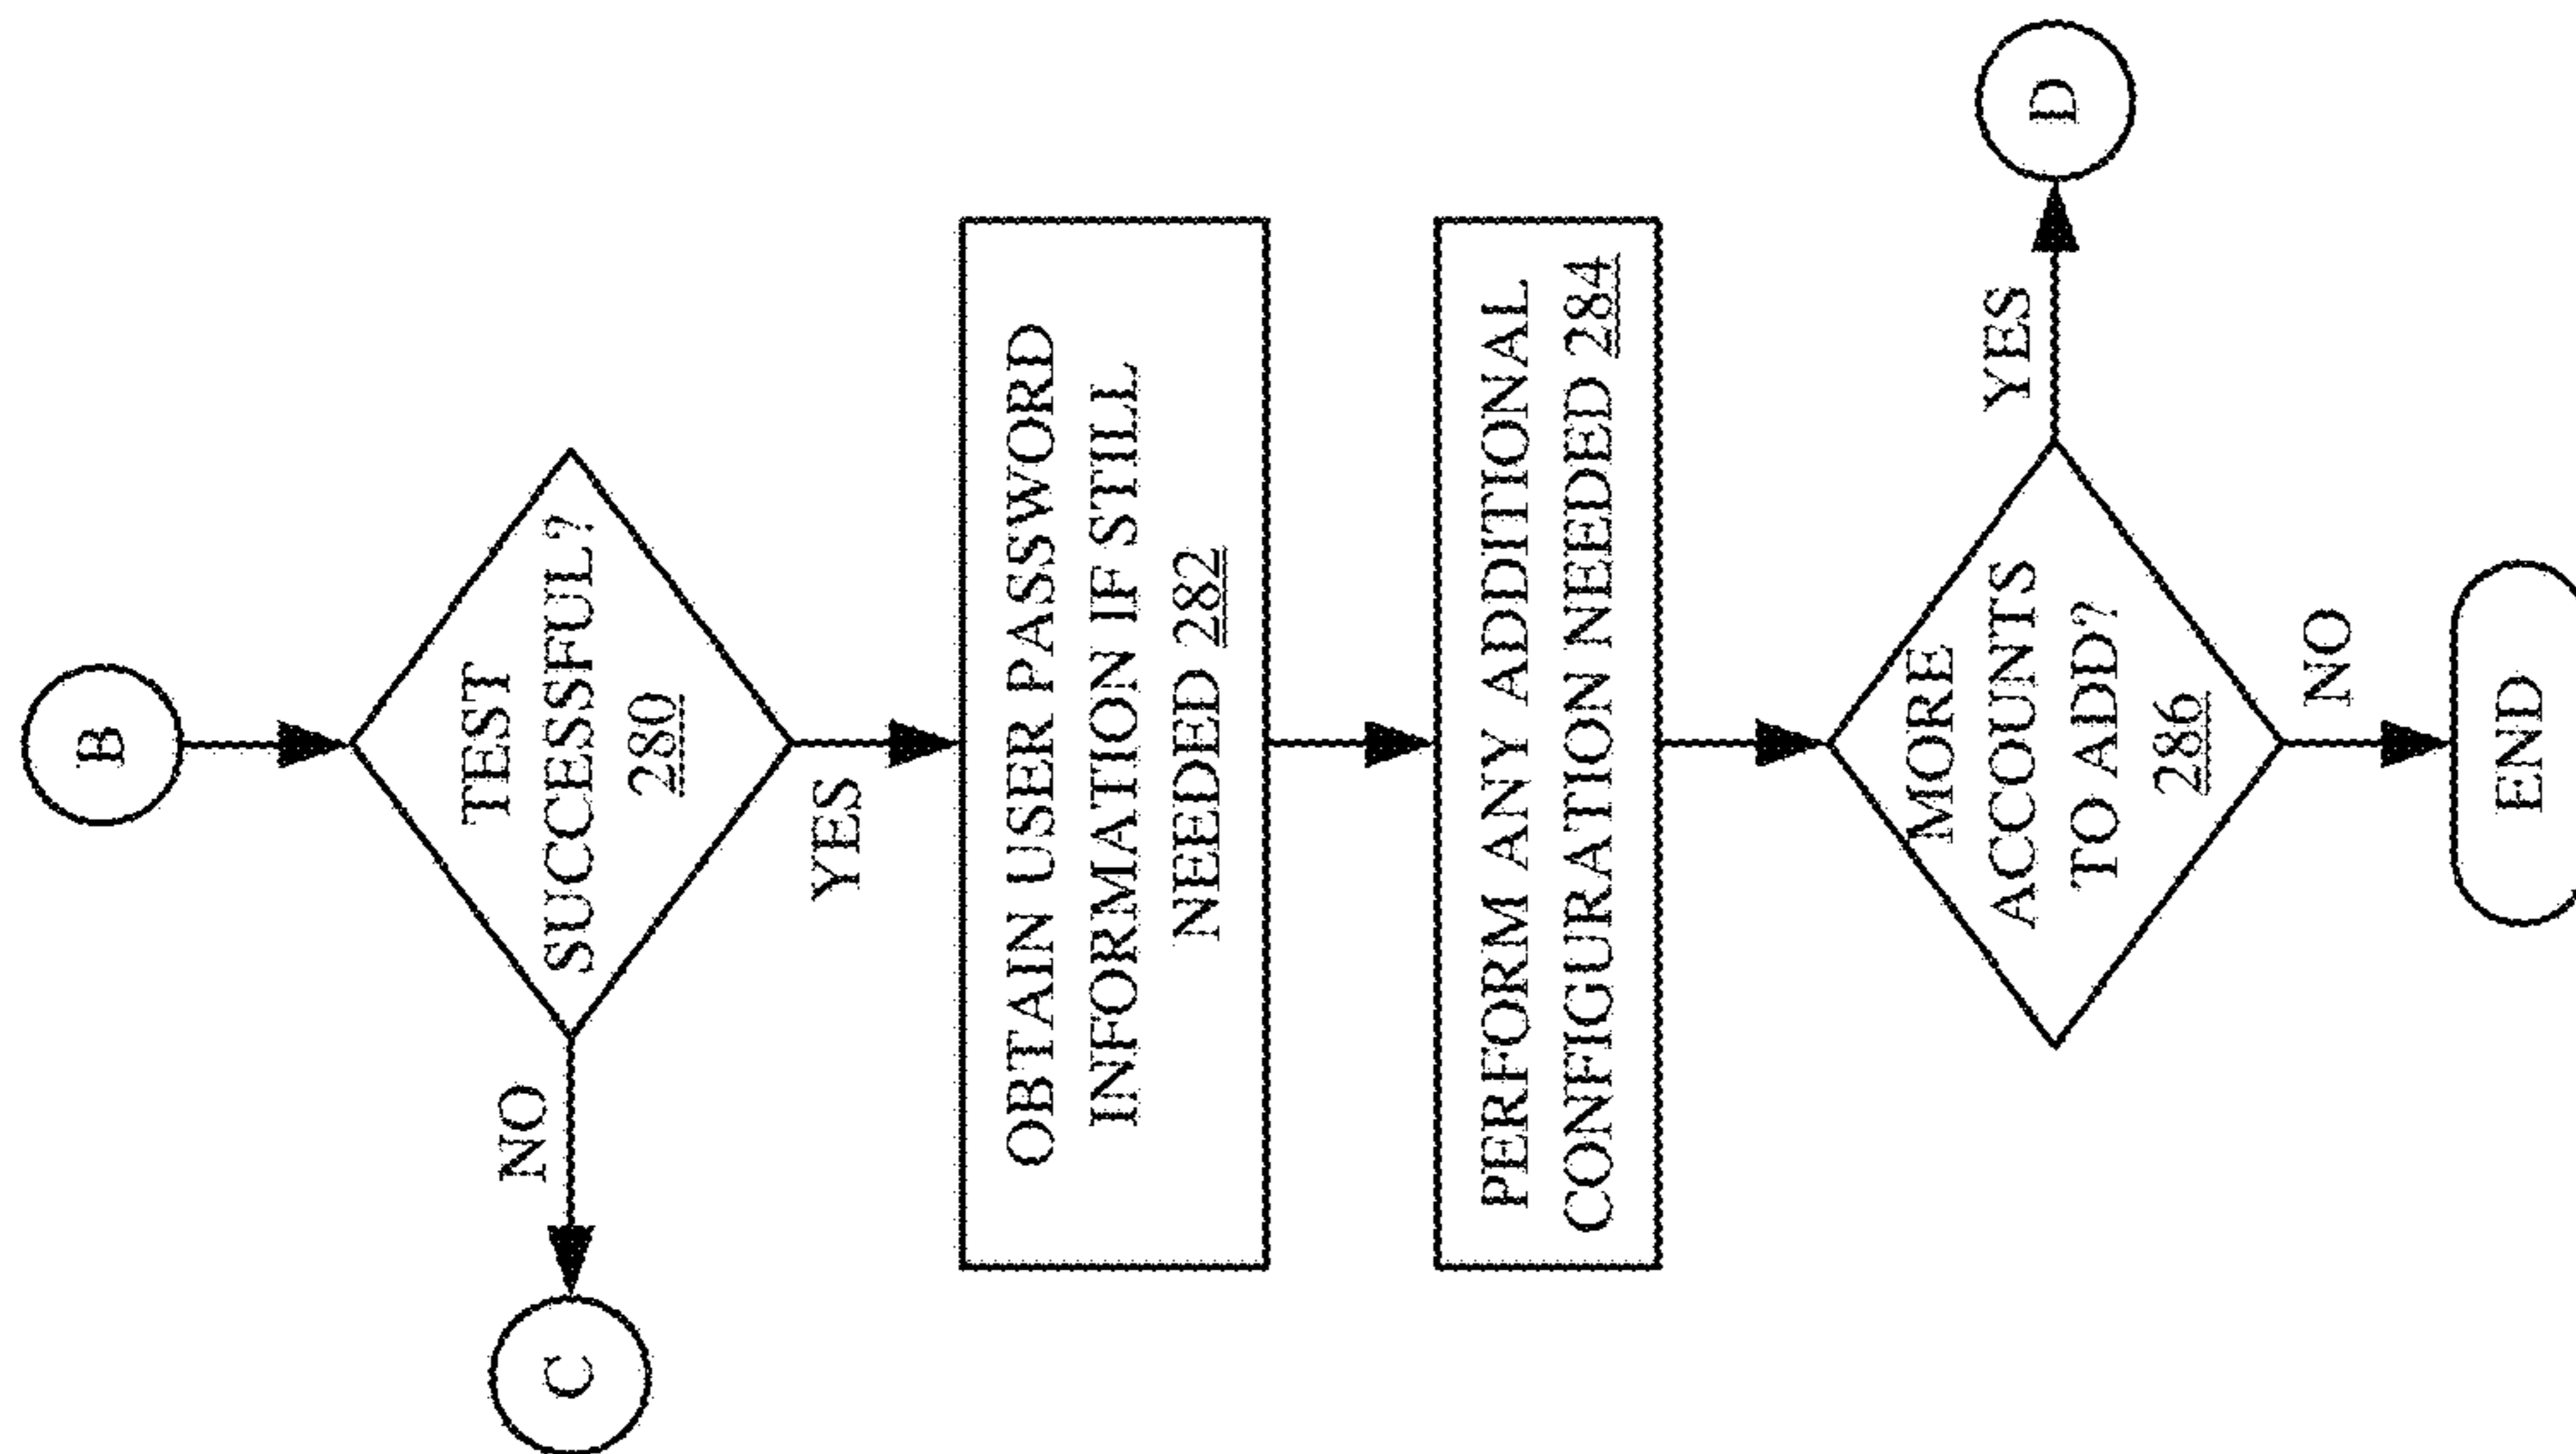 B
TEST
SUCCESSFUL?
280
NO
C
YES
OBTAIN USER PASSWORD
INFORMATION IF STILL
NEEDED 282
PERFORM ANY ADDITIONAL
CONFIGURATION NEEDED 284
MORE
ACCOUNTS
TO ADD?
286
YES
D
NO
END